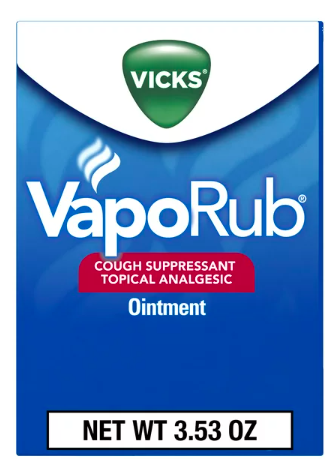 VICKS®
VapoRub®
COUGH SUPPRESSANT
TOPICAL ANALGESIC
Ointment
NET WT 3.53 OZ